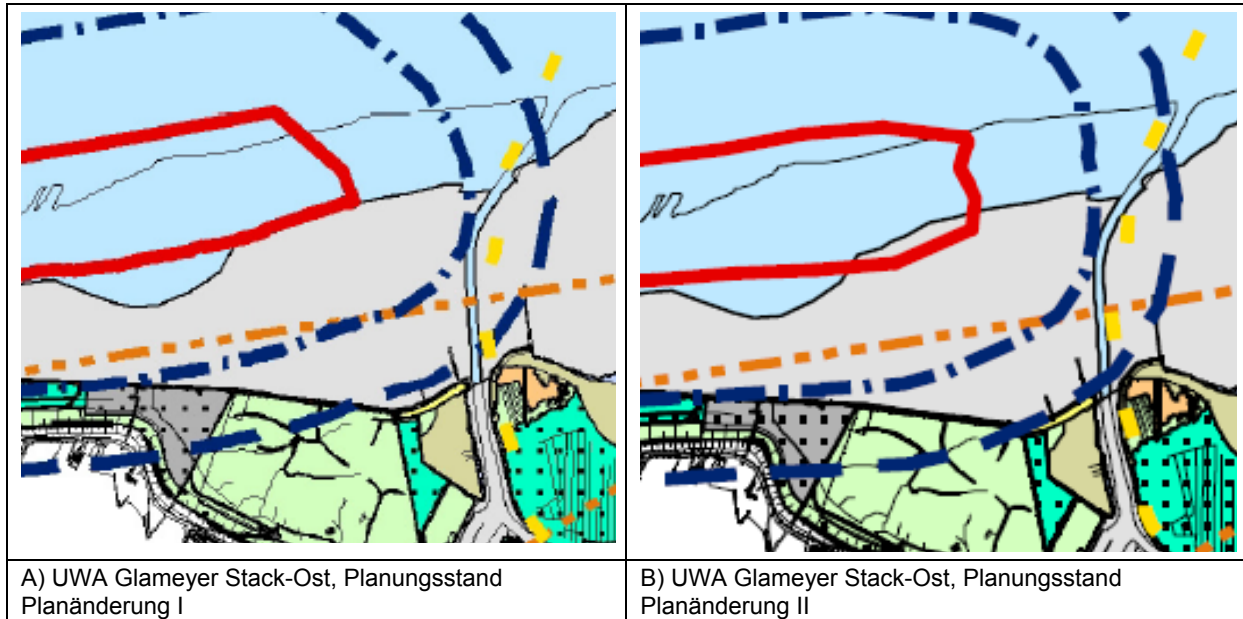 A) UWA Glameyer Stack-Ost, Planungsstand
Planänderung I
B) UWA Glameyer Stack-Ost, Planungsstand
Planänderung II